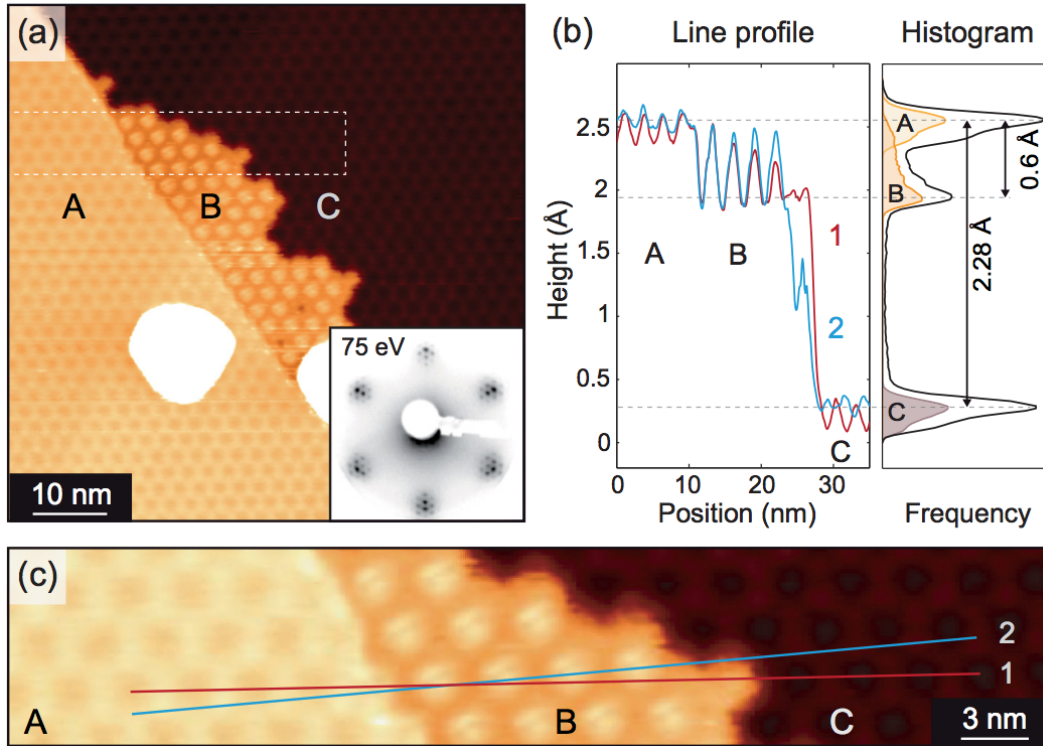 (a)
A
B
C
10 nm
75 eV
(b)
Line profile
Histogram
Height (Å)
2.5
2
1.5
1
0.5
0
A
B
1
2
C
0
10
20
30
Position (nm)
A
B
C
0.6 Å
2.28 Å
Frequency
(c)
2
1
A
B
C
3 nm